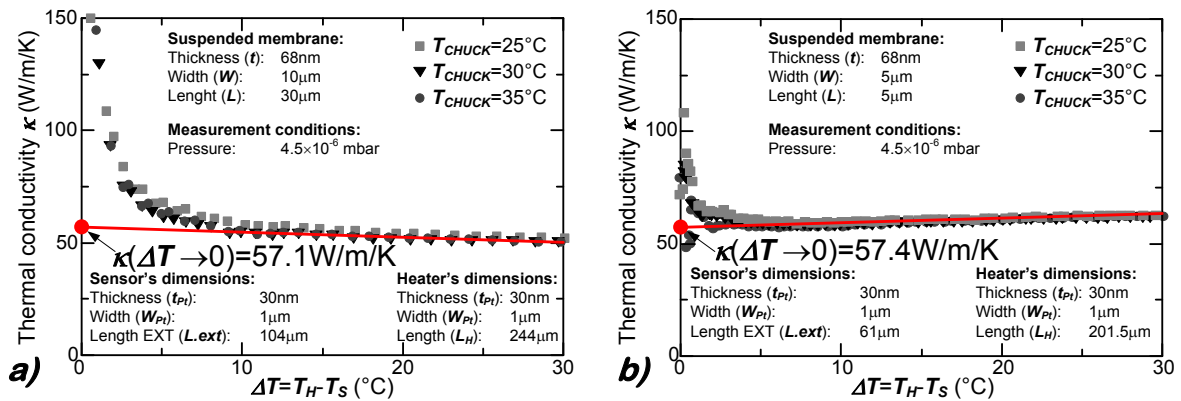 150
100
50
0
0
10
20
30
Thermal conductivity κ (W/m/K)
Suspended membrane:
Thickness (t): 68nm
Width (W): 10μm
Lenght (L): 30μm
Measurement conditions:
Pressure: 4.5×10⁻⁶ mbar
T_CHUCK=25°C
T_CHUCK=30°C
T_CHUCK=35°C
κ(ΔT→0)=57.1W/m/K
Sensor's dimensions:
Thickness (t_Pt): 30nm
Width (W_Pt): 1μm
Length EXT (L.ext): 104μm
Heater's dimensions:
Thickness (t_Pt): 30nm
Width (W_Pt): 1μm
Length (L_H): 244μm
ΔT=T_H-T_S (°C)
a)
150
100
50
0
0
10
20
30
Thermal conductivity κ (W/m/K)
Suspended membrane:
Thickness (t): 68nm
Width (W): 5μm
Lenght (L): 5μm
Measurement conditions:
Pressure: 4.5×10⁻⁶ mbar
T_CHUCK=25°C
T_CHUCK=30°C
T_CHUCK=35°C
κ(ΔT→0)=57.4W/m/K
Sensor's dimensions:
Thickness (t_Pt): 30nm
Width (W_Pt): 1μm
Length EXT (L.ext): 61μm
Heater's dimensions:
Thickness (t_Pt): 30nm
Width (W_Pt): 1μm
Length (L_H): 201.5μm
ΔT=T_H-T_S (°C)
b)